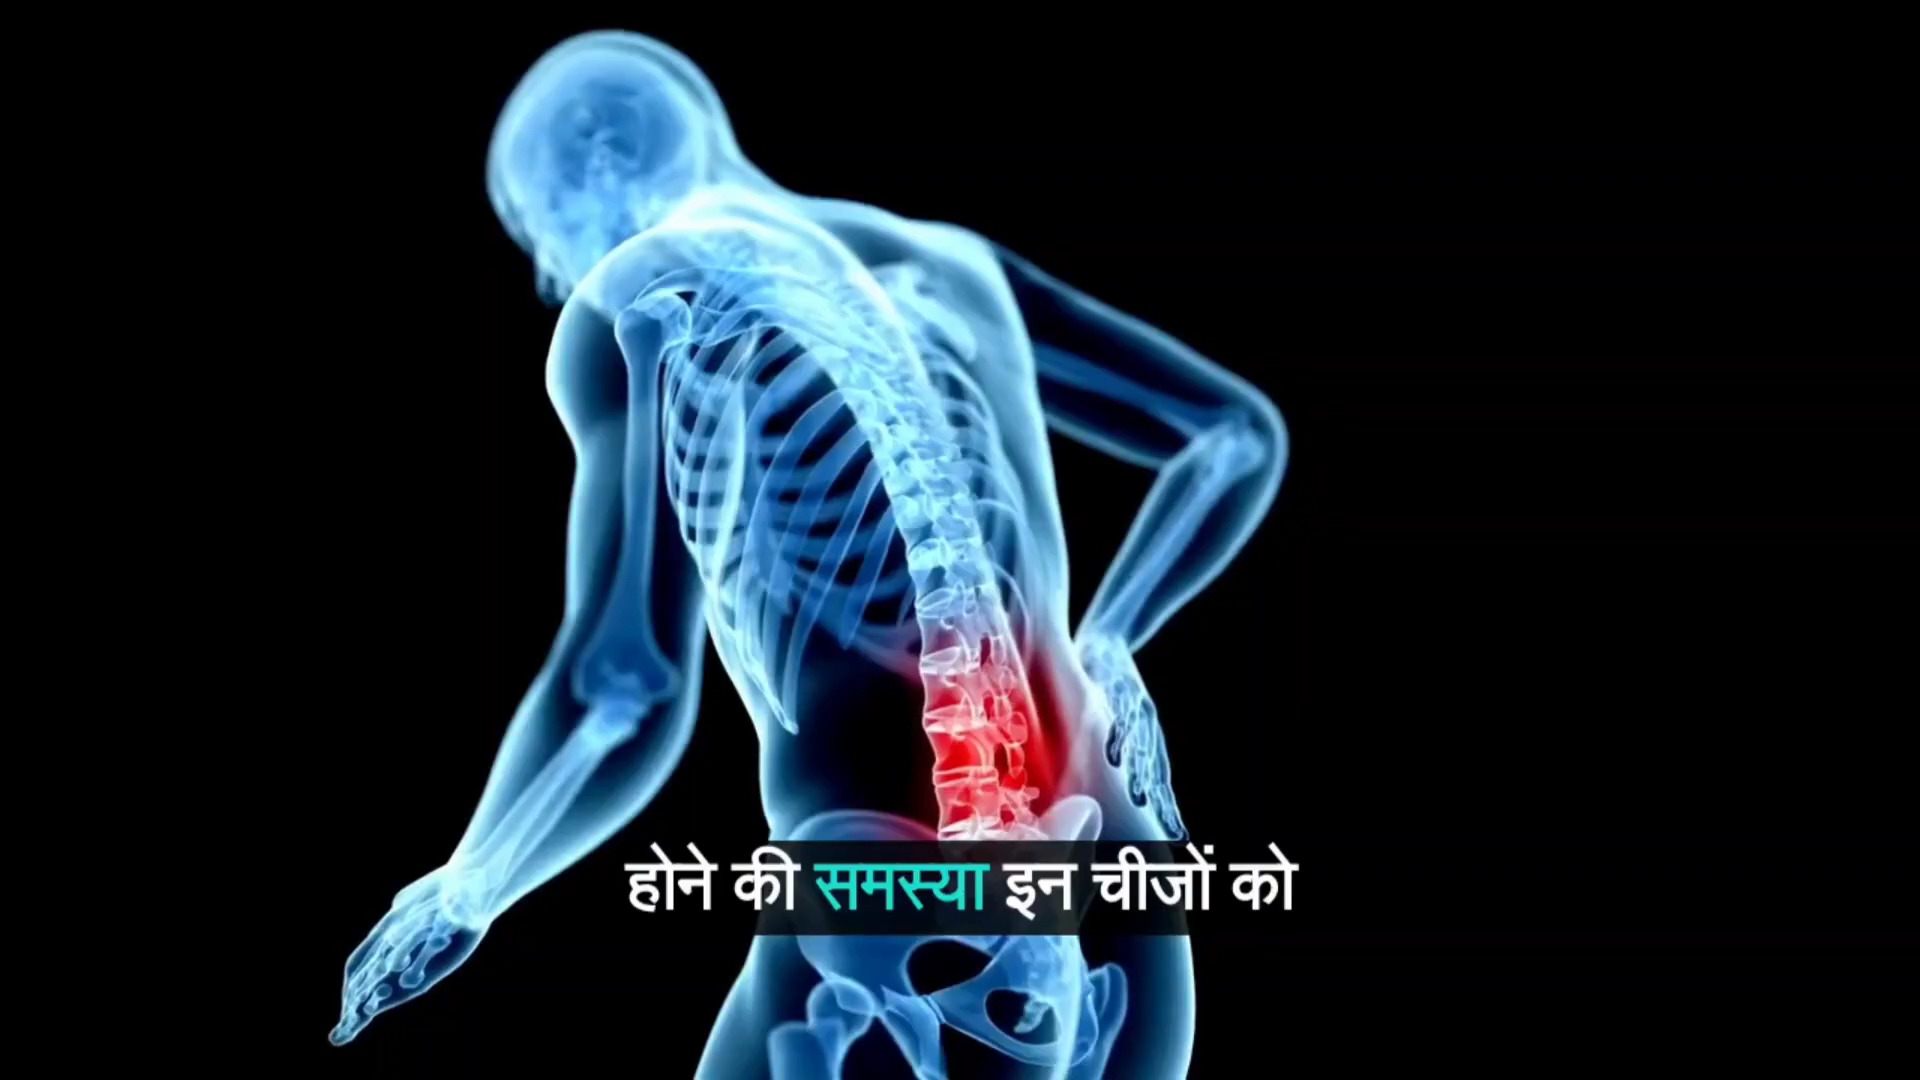 होने की समस्या इन चीजों को